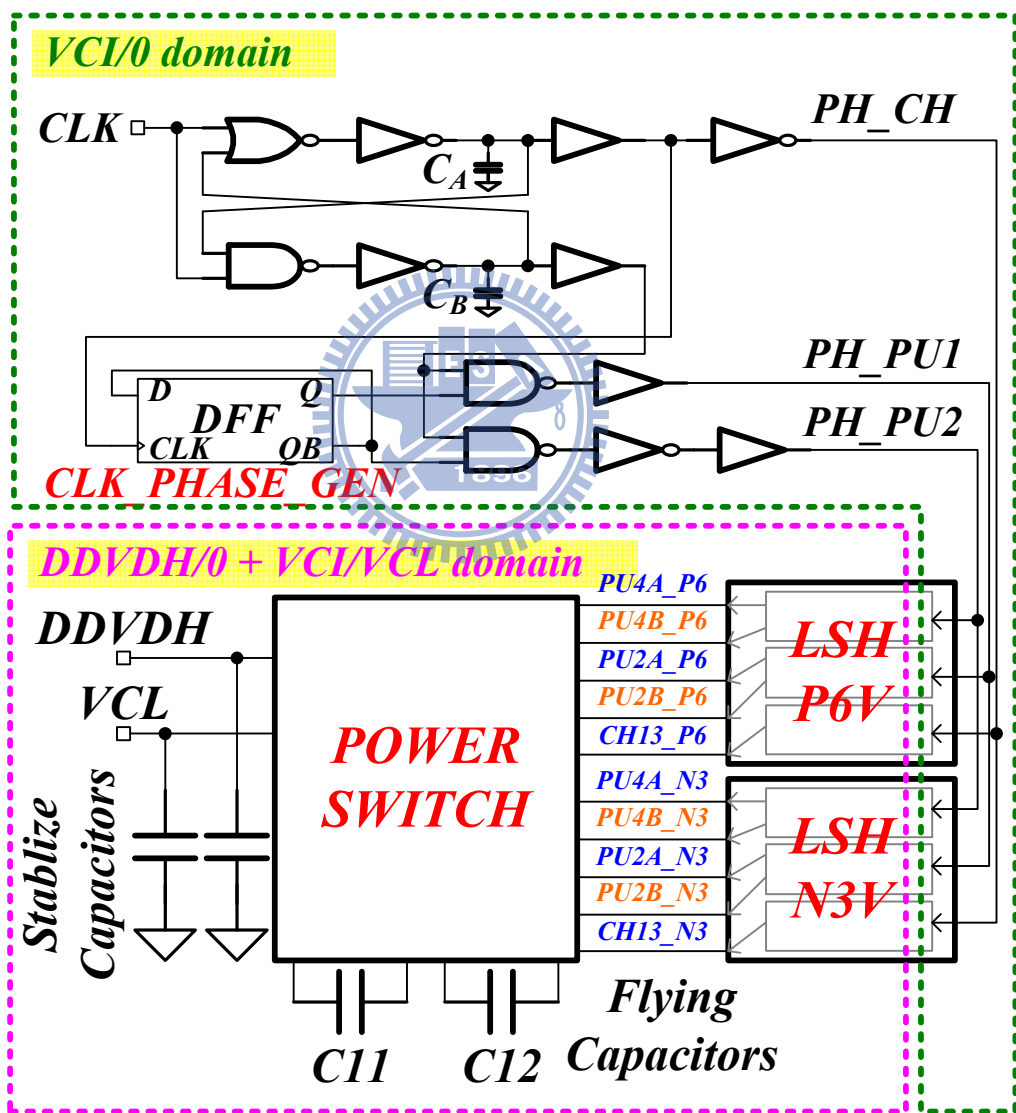 VCI/0 domain
CLK
PH_CH
C_A
C_B
PH_PU1
D
Q
DFF
CLK
QB
PH_PU2
CLK_PHASE_GEN
1896
DDVDH/0 + VCI/VCL domain
DDVDH
VCL
Stablize
Capacitors
POWER
SWITCH
PU4A_P6
PU4B_P6
PU2A_P6
PU2B_P6
CH13_P6
LSH
P6V
PU4A_N3
PU4B_N3
PU2A_N3
PU2B_N3
CH13_N3
LSH
N3V
Flying
Capacitors
C11
C12